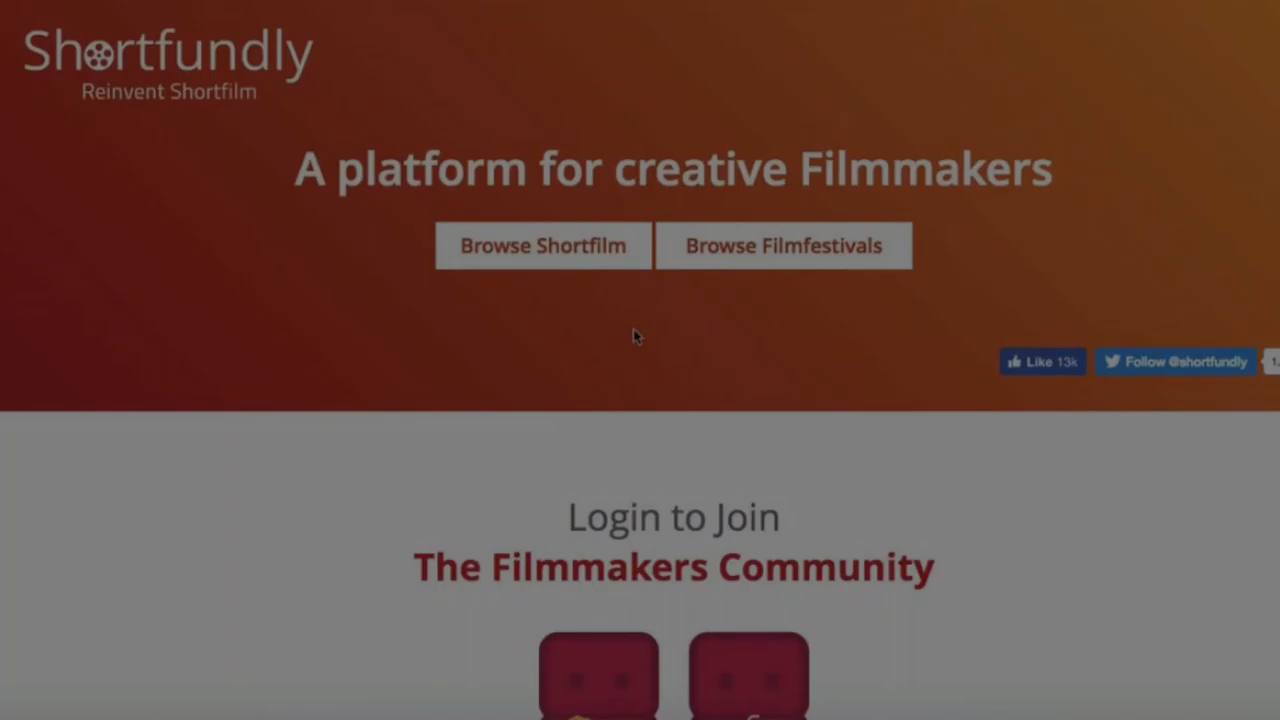 Shortfundly
Reinvent Shortfilm
A platform for creative Filmmakers
Browse Shortfilm
Browse Filmfestivals
Like 13k
Follow @shortfundly
Login to Join
The Filmmakers Community